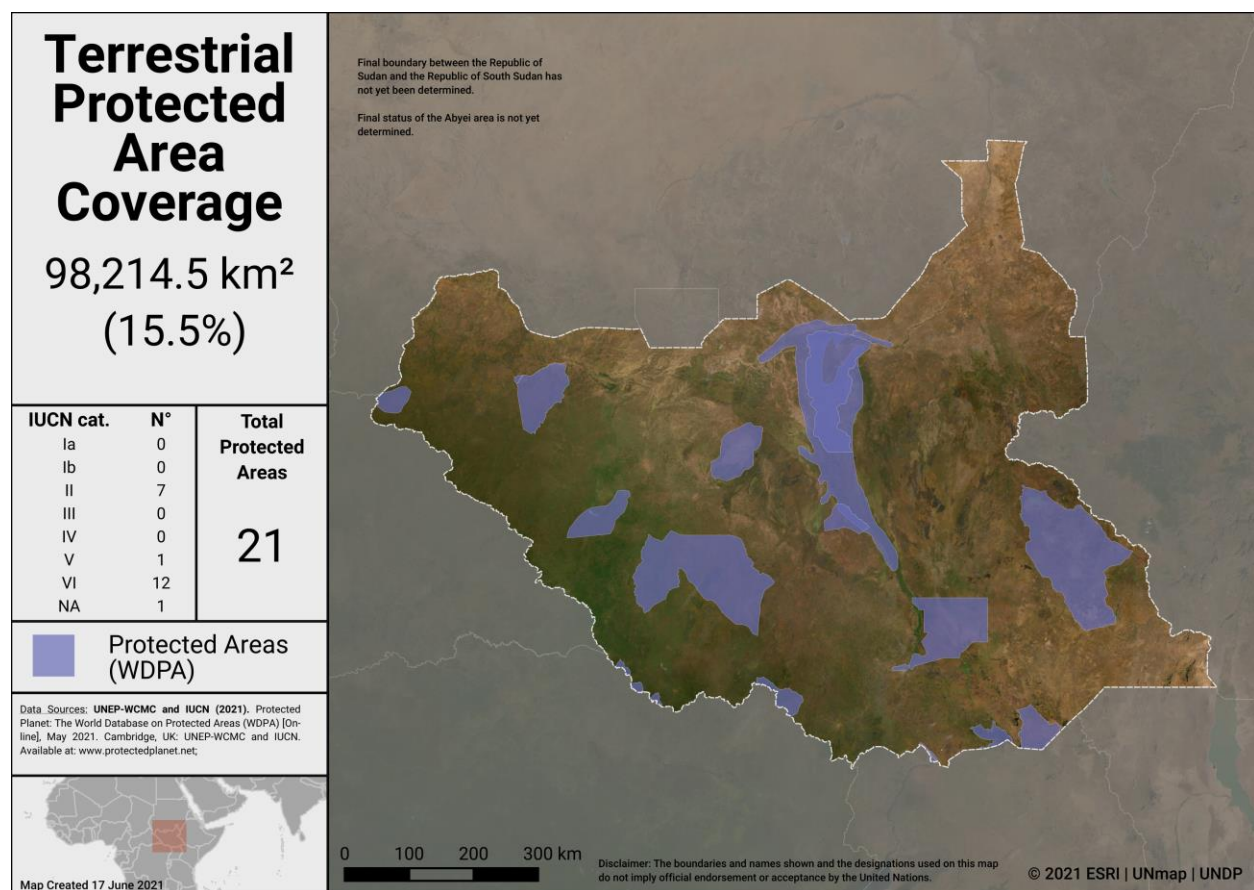 Terrestrial
Protected
Area
Coverage
98,214.5 km²
(15.5%)
IUCN cat. N°
Ia 0
Ib 0
II 7
III 0
IV 0
V 1
VI 12
NA 1
Total
Protected
Areas
21
Protected Areas
(WDPA)
Data Sources: UNEP-WCMC and IUCN (2021). Protected
Planet: The World Database on Protected Areas (WDPA) [On-
line], May 2021. Cambridge, UK: UNEP-WCMC and IUCN.
Available at: www.protectedplanet.net;
Map Created 17 June 2021
Final boundary between the Republic of
Sudan and the Republic of South Sudan has
not yet been determined.
Final status of the Abyei area is not yet
determined.
0 100 200 300 km
Disclaimer: The boundaries and names shown and the designations used on this map
do not imply official endorsement or acceptance by the United Nations.
© 2021 ESRI | UNmap | UNDP